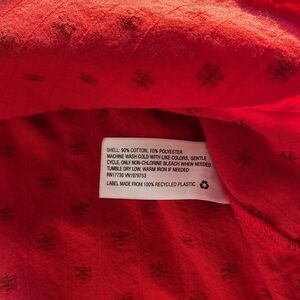 SHELL: 90% COTTON, 10% POLYESTER
MACHINE WASH COLD WITH LIKE COLORS, GENTLE
CYCLE, ONLY NON-CHLORINE BLEACH WHEN NEEDED
TUMBLE DRY LOW, WARM IRON IF NEEDED
RN17730 VN1979753
LABEL MADE FROM 100% RECYCLED PLASTIC